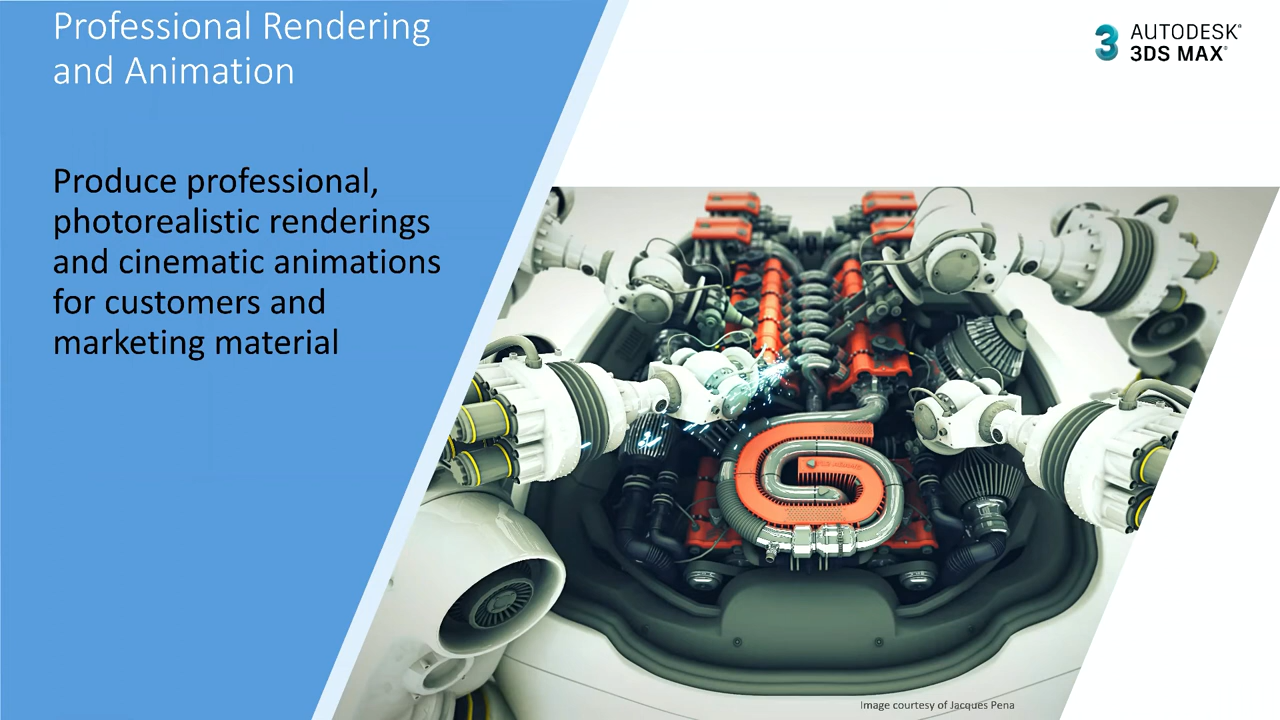 Professional Rendering
and Animation
AUTODESK®
3DS MAX®
Produce professional,
photorealistic renderings
and cinematic animations
for customers and
marketing material
Image courtesy of Jacques Pena